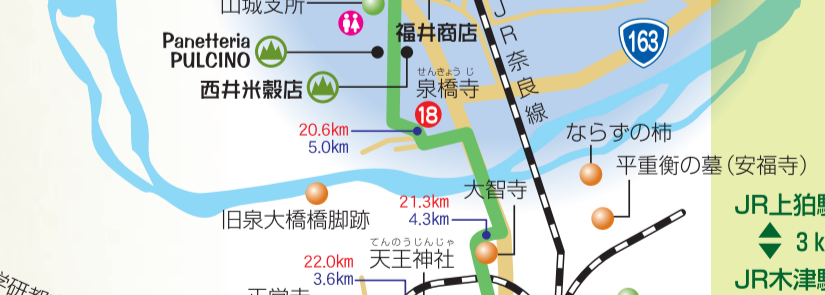 山城支所
福井商店
Panetteria
PULCINO
西井米穀店
せんきょうじ
泉橋寺
18
163
JR奈良線
20.6km
5.0km
ならずの柿
平重衡の墓(安福寺)
大智寺
21.3km
4.3km
旧泉大橋橋脚跡
てんのうじんじゃ
天王神社
22.0km
3.6km
JR上狛駅
3k
JR木津駅